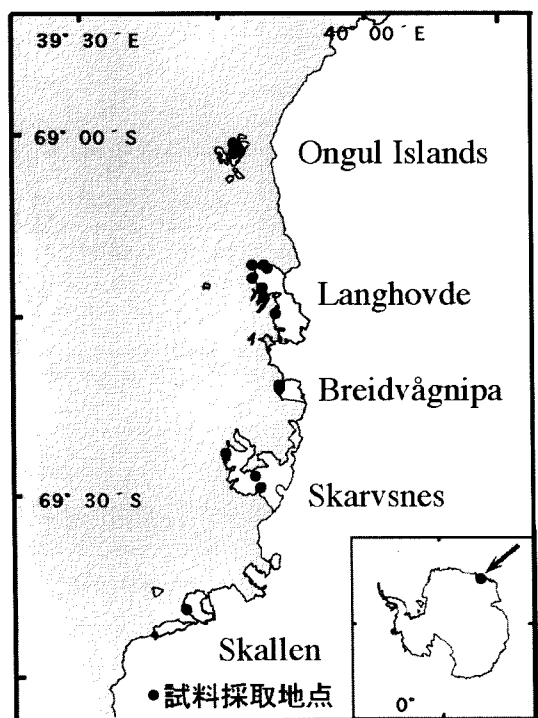 39° 30´ E
40° 00´ E
69° 00´ S
Ongul Islands
Langhovde
Breidvågnipa
69° 30´ S
Skarvsnes
Skallen
●試料採取地点
0°